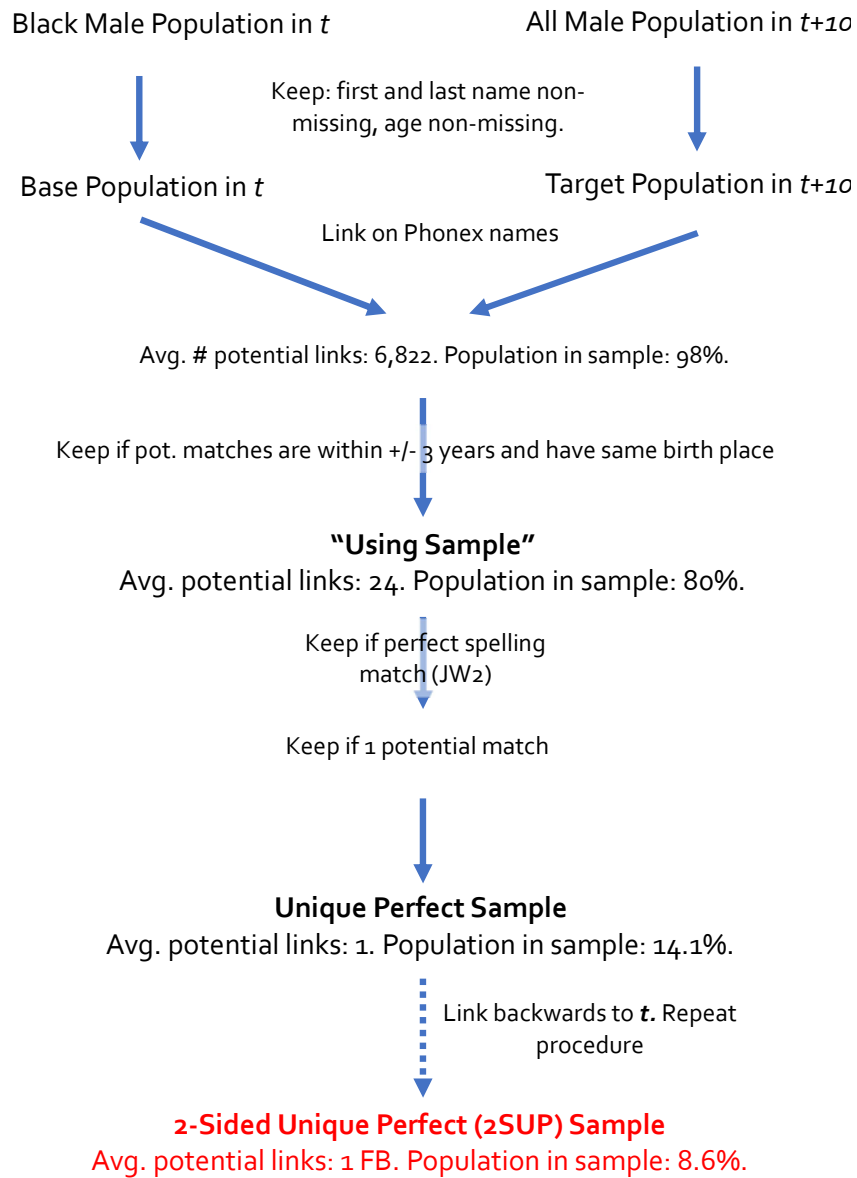 Black Male Population in t
All Male Population in t+10
Keep: first and last name non-
missing, age non-missing.
Base Population in t
Target Population in t+10
Link on Phonex names
Avg. # potential links: 6,822. Population in sample: 98%.
Keep if pot. matches are within +/- 3 years and have same birth place
“Using Sample”
Avg. potential links: 24. Population in sample: 80%.
Keep if perfect spelling
match (JW2)
Keep if 1 potential match
Unique Perfect Sample
Avg. potential links: 1. Population in sample: 14.1%.
Link backwards to t. Repeat
procedure
2-Sided Unique Perfect (2SUP) Sample
Avg. potential links: 1 FB. Population in sample: 8.6%.